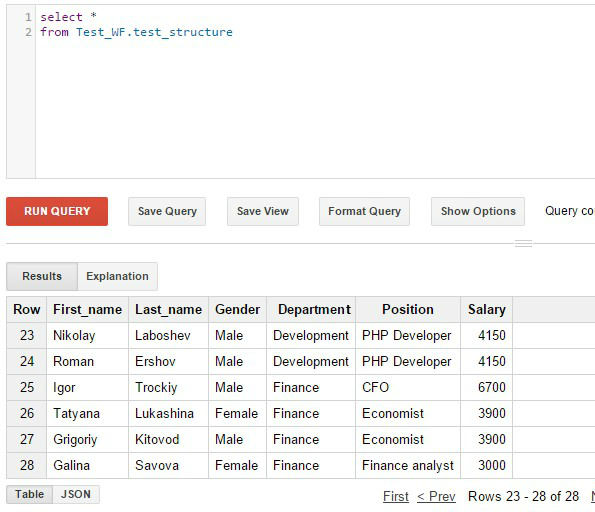 1 select *
2 from Test_WF.test_structure
RUN QUERY Save Query Save View Format Query Show Options Query co
Results Explanation
Row First_name Last_name Gender Department Position Salary
23 Nikolay Laboshev Male Development PHP Developer 4150
24 Roman Ershov Male Development PHP Developer 4150
25 Igor Trockiy Male Finance CFO 6700
26 Tatyana Lukashina Female Finance Economist 3900
27 Grigoriy Kitovod Male Finance Economist 3900
28 Galina Savova Female Finance Finance analyst 3000
Table JSON First < Prev Rows 23 - 28 of 28